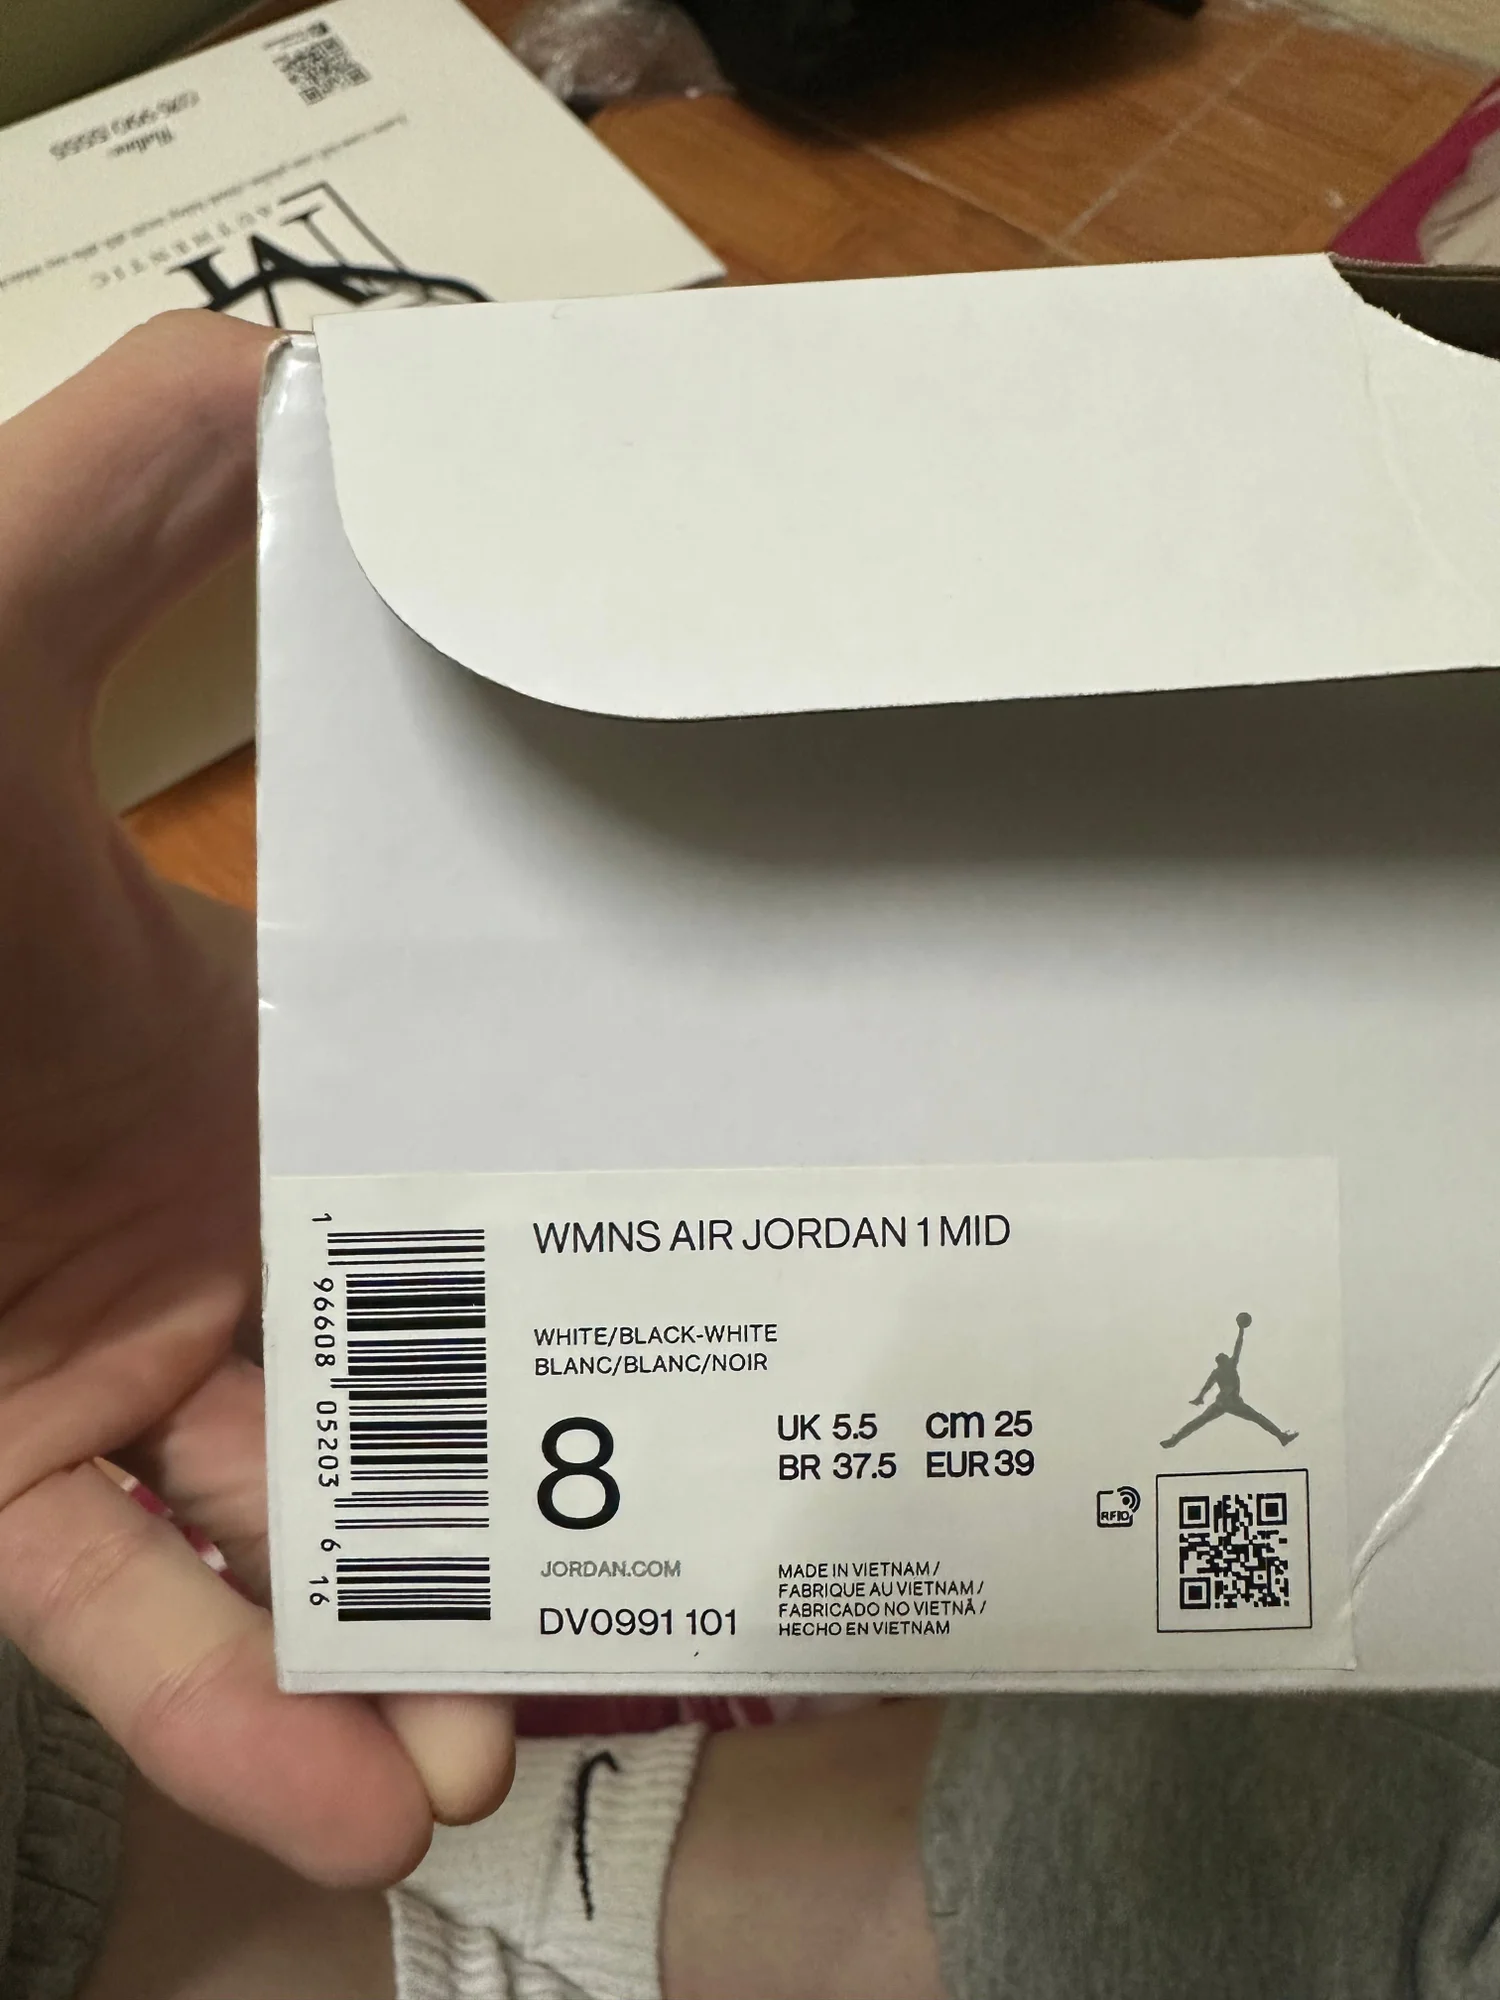 AUTHENTIC
WMNS AIR JORDAN 1 MID
WHITE/BLACK-WHITE
BLANC/BLANC/NOIR
8
UK 5.5 cm 25
BR 37.5 EUR 39
RFID
JORDAN.COM
DV0991 101
MADE IN VIETNAM /
FABRIQUE AU VIETNAM /
FABRICADO NO VIETNÃ /
HECHO EN VIETNAM
1 96608 05203 6 16